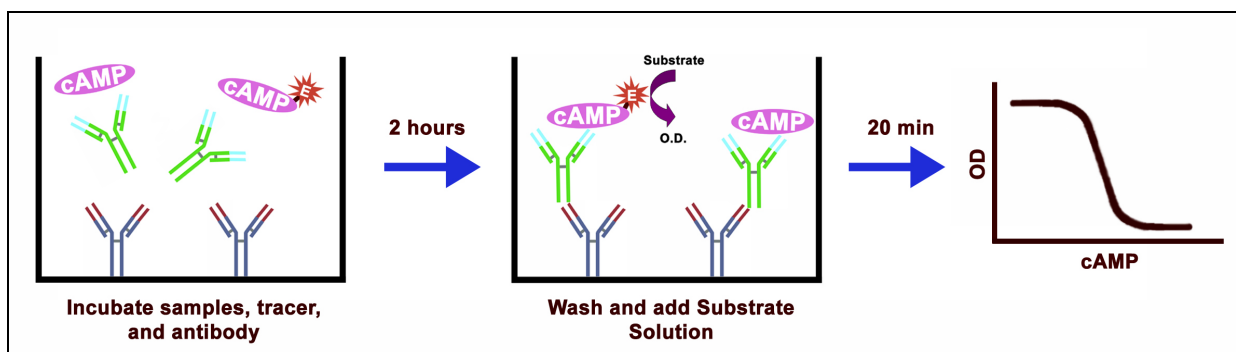 cAMP
cAMP
E
Incubate samples, tracer,
and antibody
2 hours
Substrate
E
cAMP
O.D.
cAMP
Wash and add Substrate
Solution
20 min
OD
cAMP